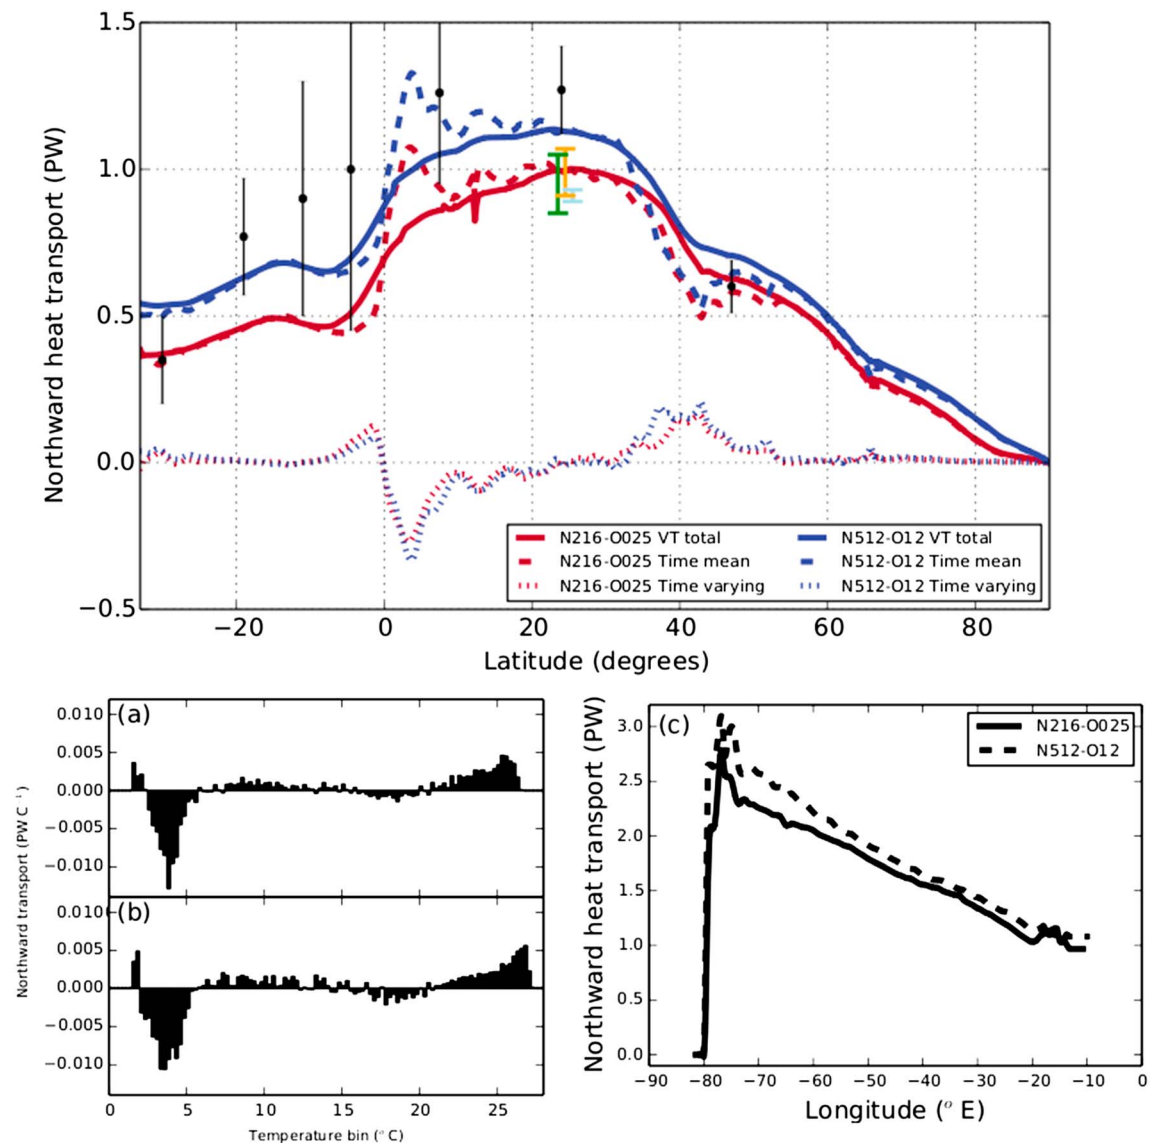 1.5
1.0
0.5
0.0
−0.5
Northward heat transport (PW)
N216-O025 VT total
N216-O025 Time mean
N216-O025 Time varying
N512-O12 VT total
N512-O12 Time mean
N512-O12 Time varying
−20 0 20 40 60 80
Latitude (degrees)
(a)
0.010
0.005
0.000
−0.005
−0.010
(b)
0.010
0.005
0.000
−0.005
−0.010
Northward transport (PW C⁻¹)
0 5 10 15 20 25
Temperature bin (° C)
(c)
N216-O025
N512-O12
3.0
2.5
2.0
1.5
1.0
0.5
0.0
Northward heat transport (PW)
−90 −80 −70 −60 −50 −40 −30 −20 −10 0
Longitude (° E)